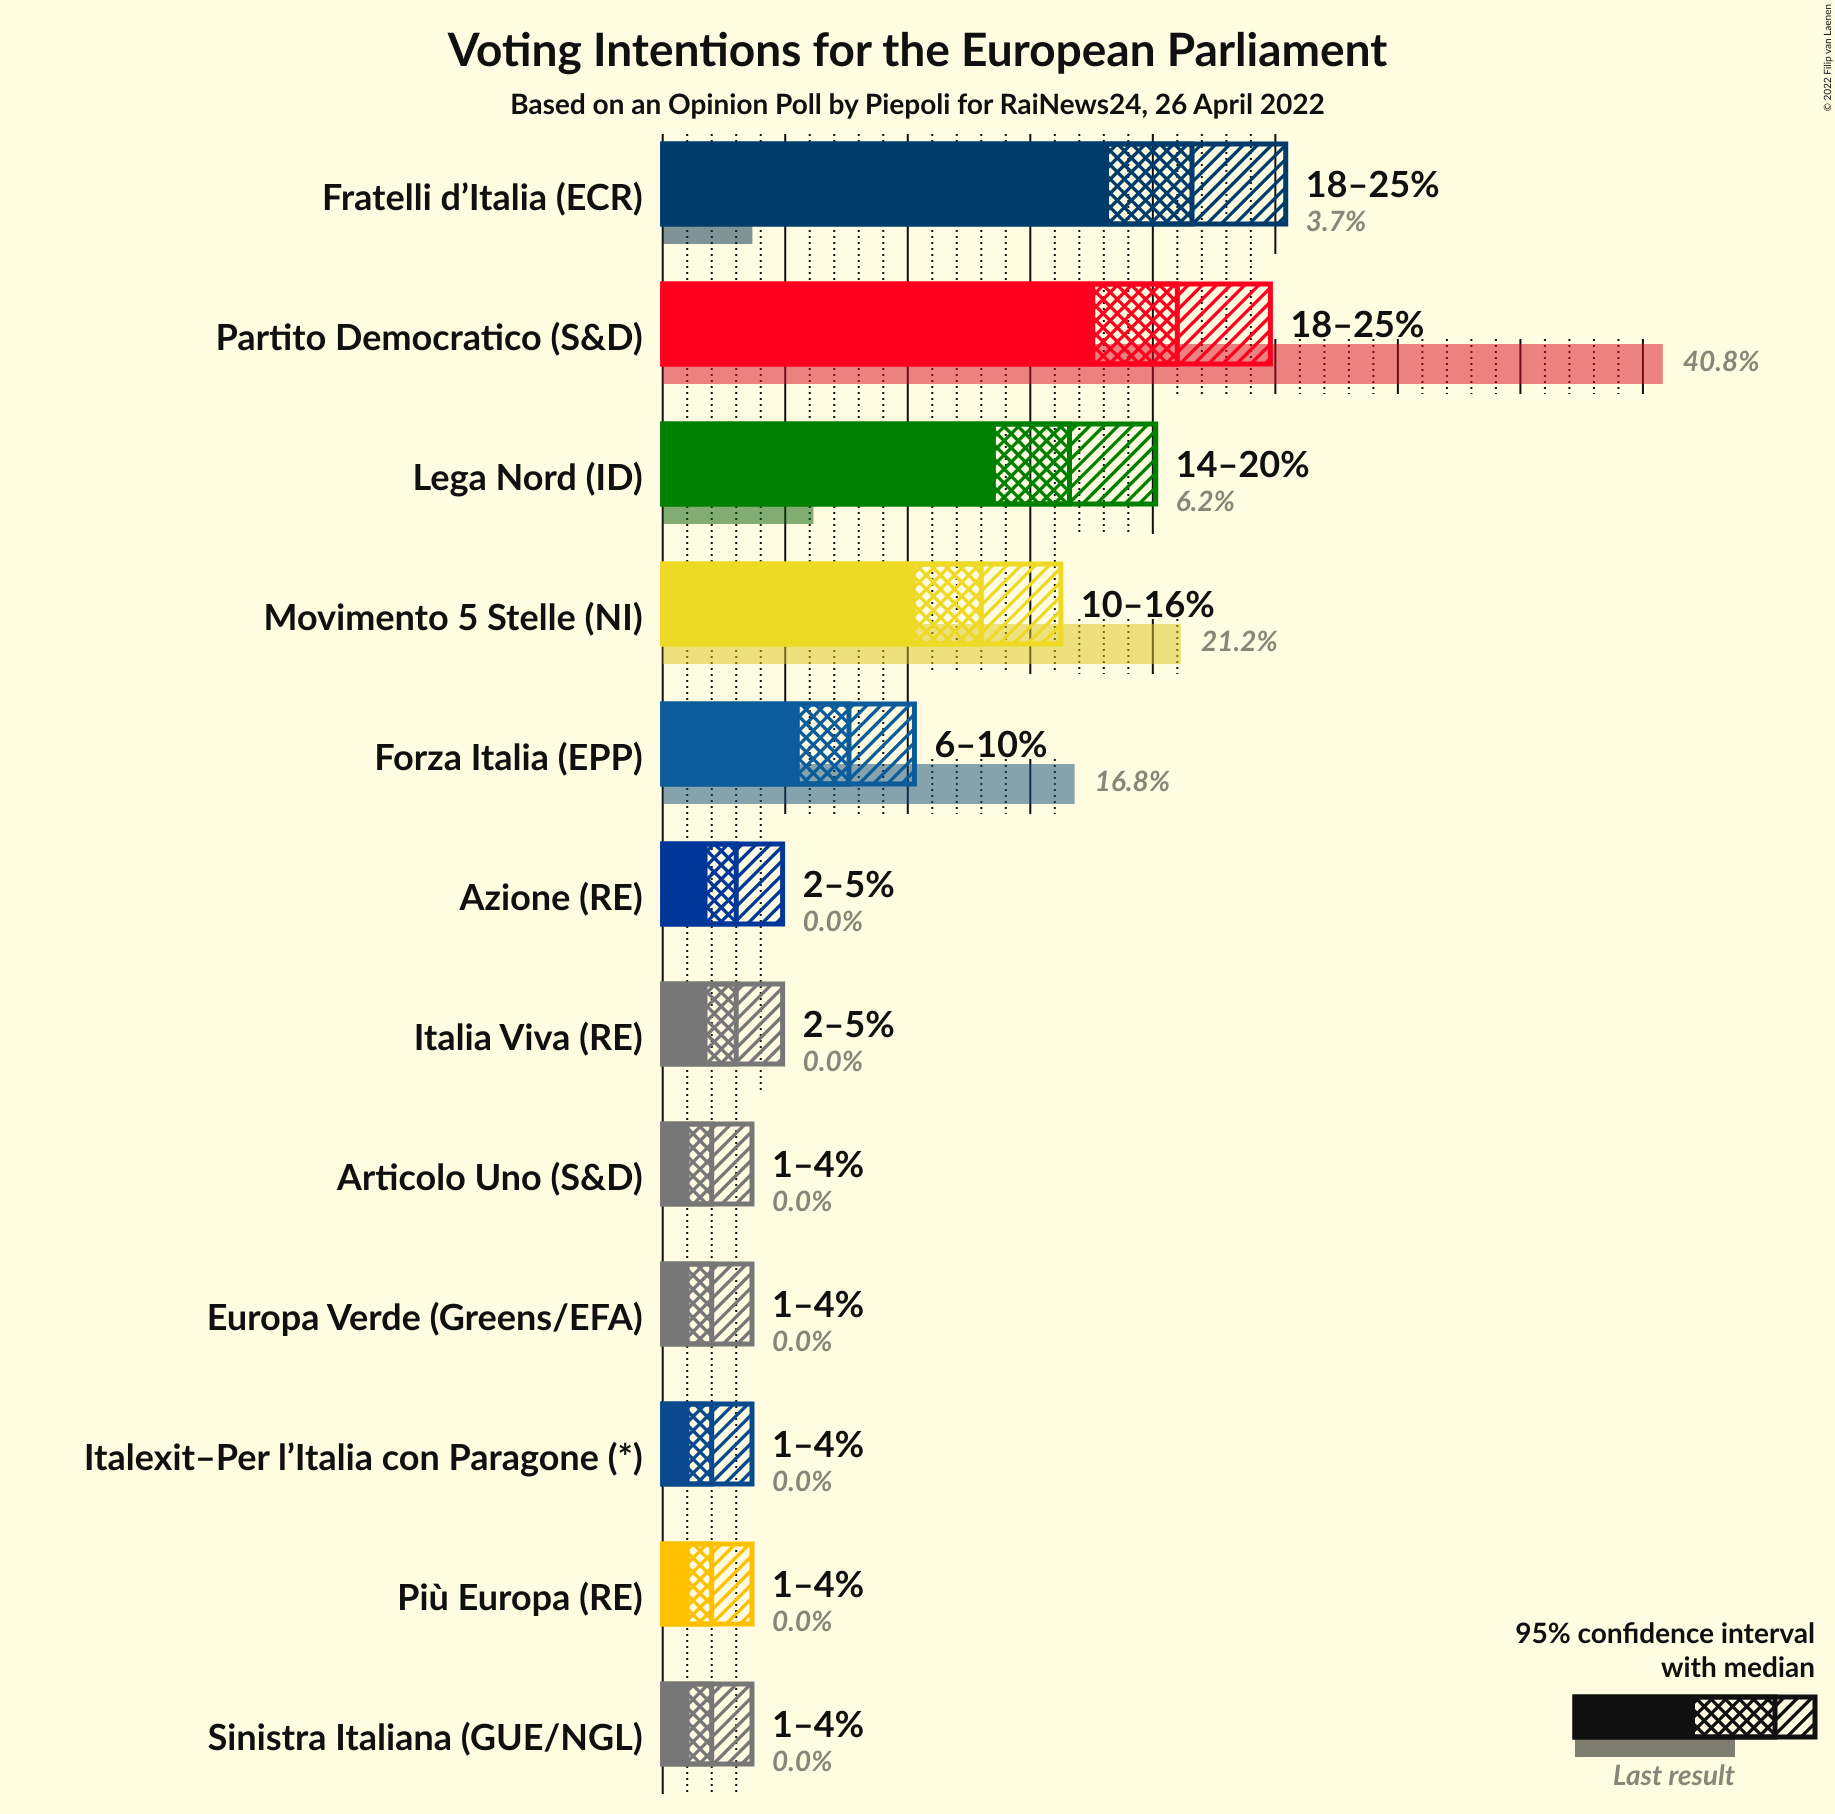 Voting Intentions for the European Parliament
Based on an Opinion Poll by Piepoli for RaiNews24, 26 April 2022
© 2022 Filip van Laenen
Fratelli d’Italia (ECR)
18–25%
3.7%
Partito Democratico (S&D)
18–25%
40.8%
Lega Nord (ID)
14–20%
6.2%
Movimento 5 Stelle (NI)
10–16%
21.2%
Forza Italia (EPP)
6–10%
16.8%
Azione (RE)
2–5%
0.0%
Italia Viva (RE)
2–5%
0.0%
Articolo Uno (S&D)
1–4%
0.0%
Europa Verde (Greens/EFA)
1–4%
0.0%
Italexit–Per l’Italia con Paragone (*)
1–4%
0.0%
Più Europa (RE)
1–4%
0.0%
Sinistra Italiana (GUE/NGL)
1–4%
0.0%
95% confidence interval
with median
Last result